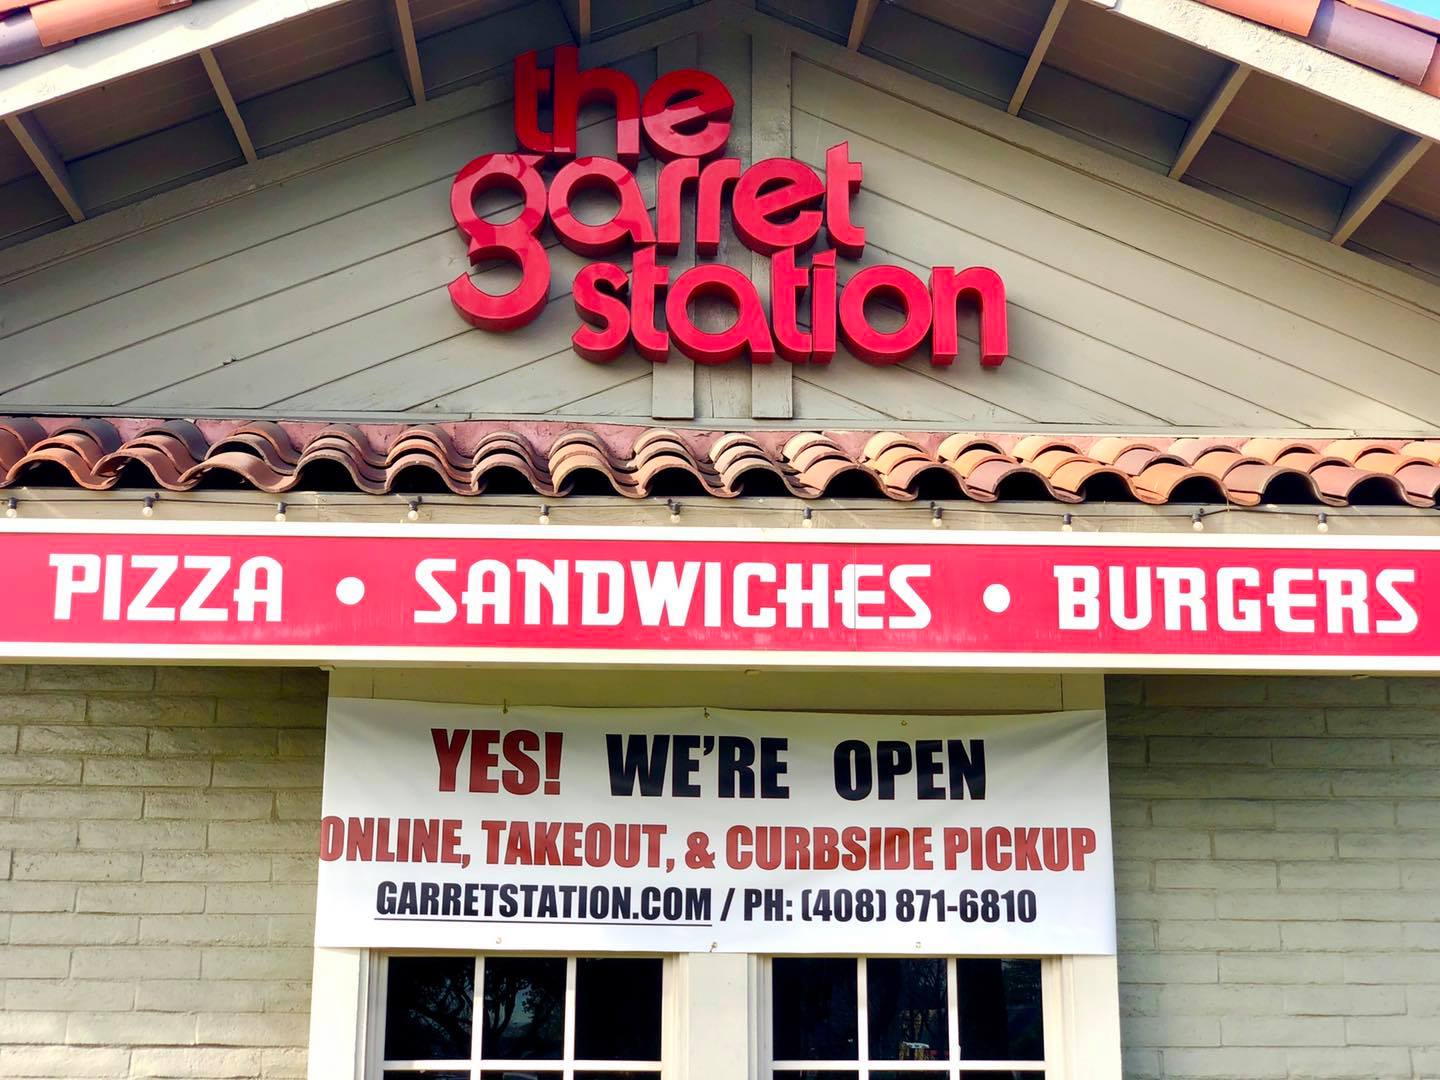 the
garret
station
PIZZA • SANDWICHES • BURGERS
YES! WE'RE OPEN
ONLINE, TAKEOUT, & CURBSIDE PICKUP
GARRETSTATION.COM / PH: (408) 871-6810